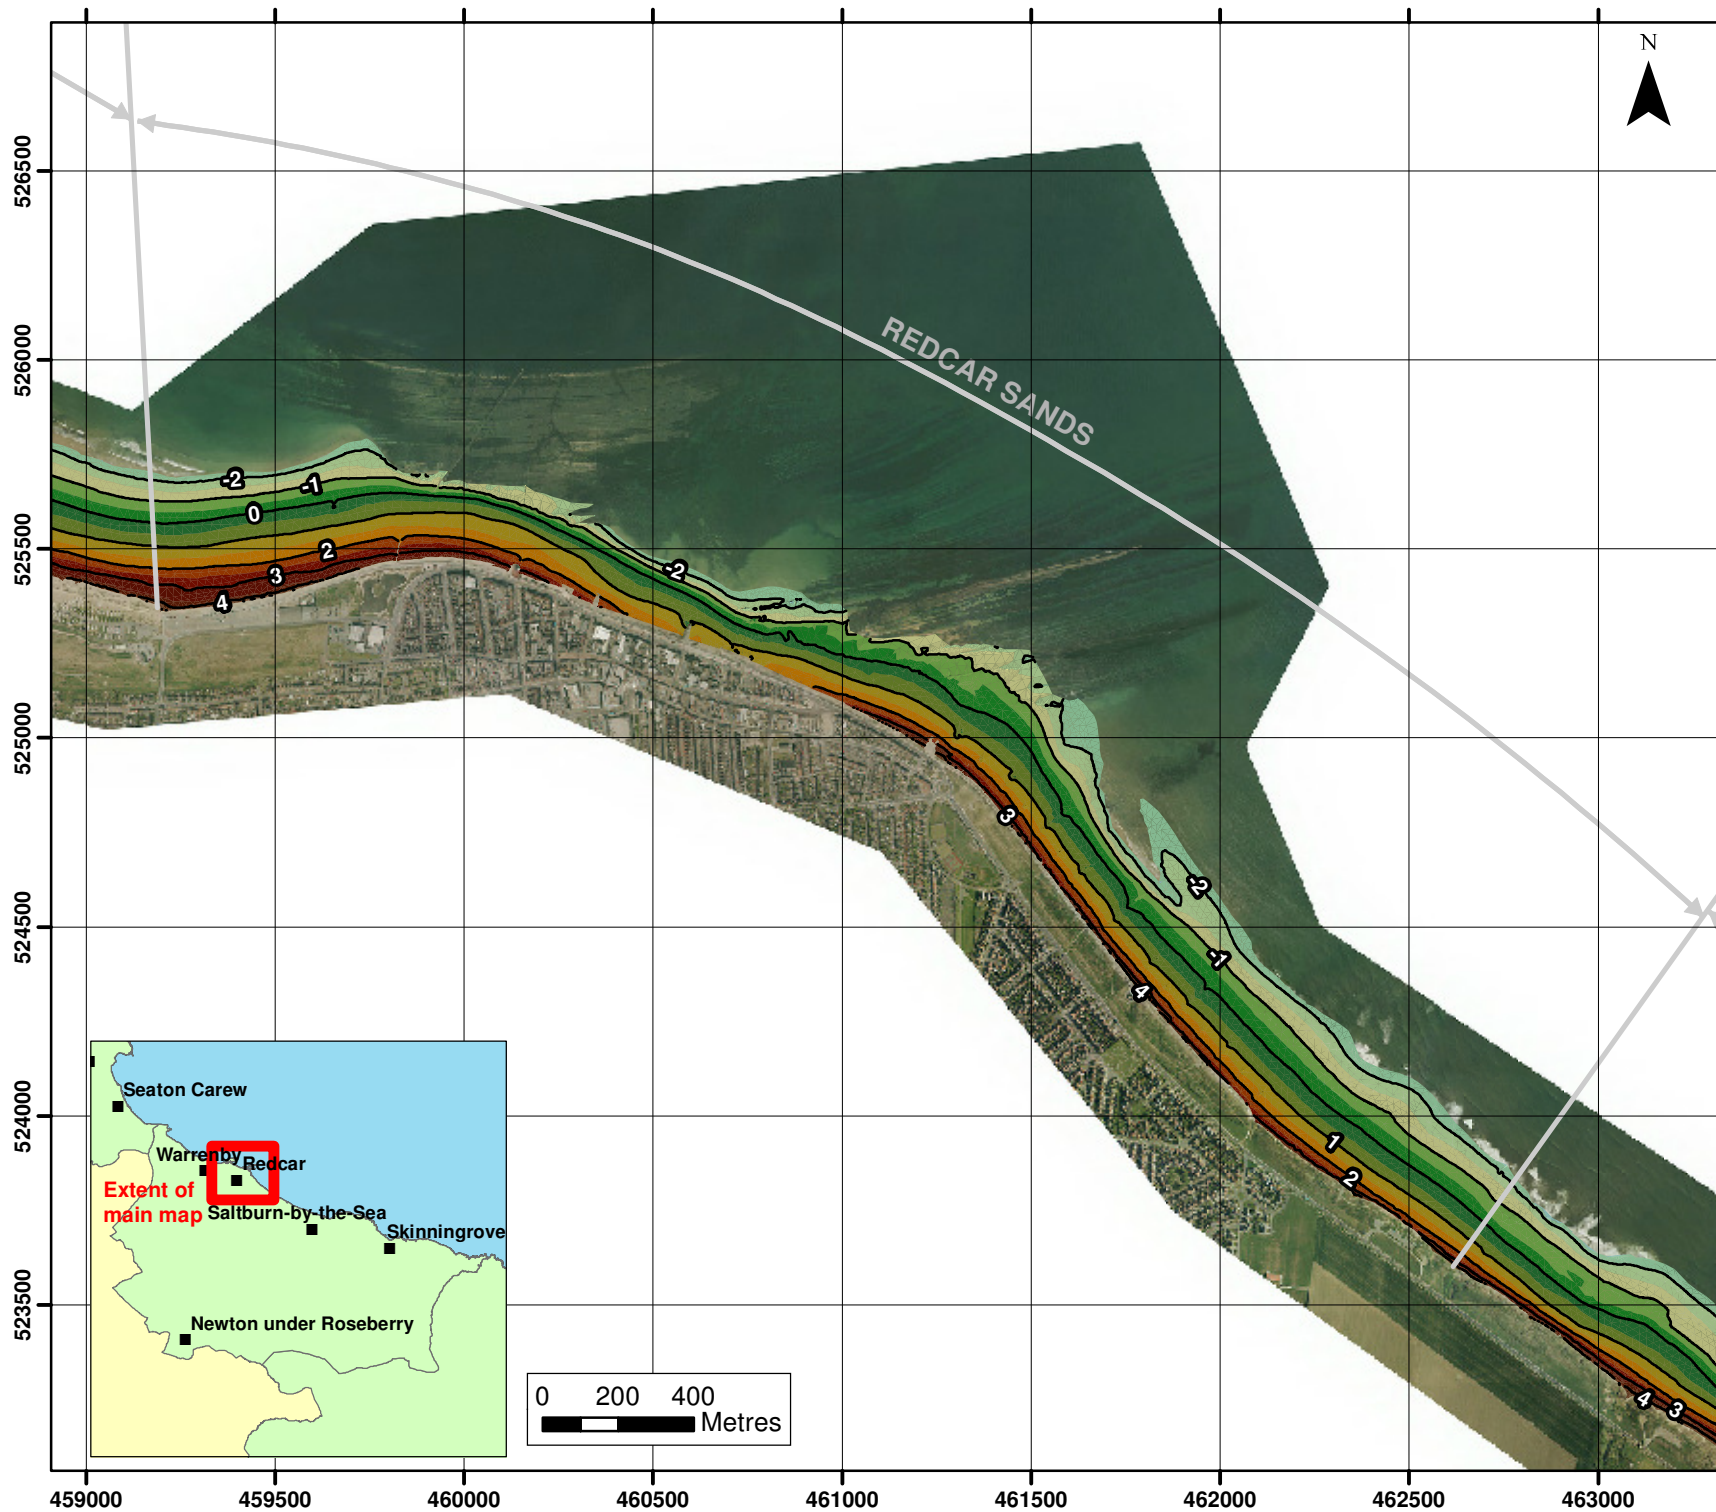 N
526500
526000
525500
525000
524500
524000
523500
REDCAR SANDS
-2
-1
0
2
3
4
-2
3
-2
-1
4
1
2
4
3
Seaton Carew
Warrenby
Redcar
Extent of
main map
Saltburn-by-the-Sea
Skinningrove
Newton under Roseberry
0 200 400
Metres
459000 459500 460000 460500 461000 461500 462000 462500 463000